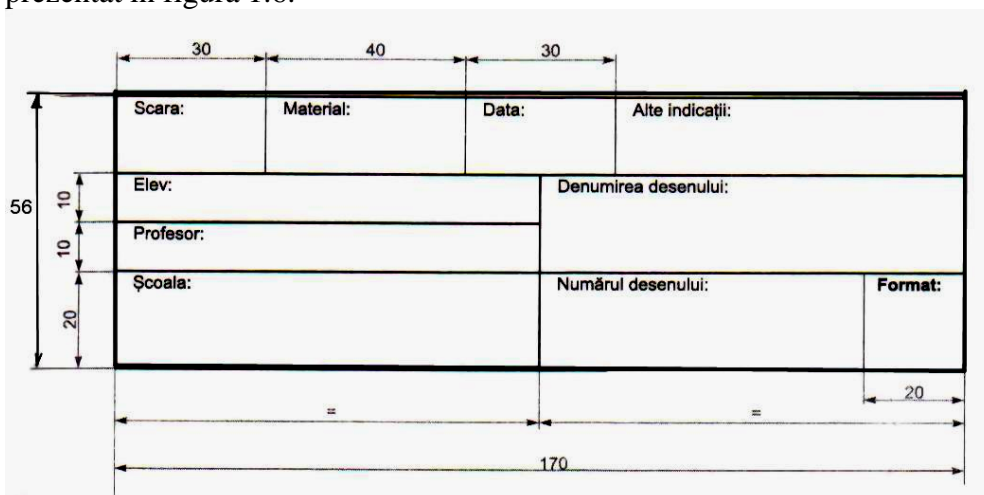 prezentat în figura 1.8.
30 40 30
Scara: Material: Data: Alte indicații:
56
10
Elev: Denumirea desenului:
10
Profesor:
20
Școala: Numărul desenului: Format:
20
= =
170